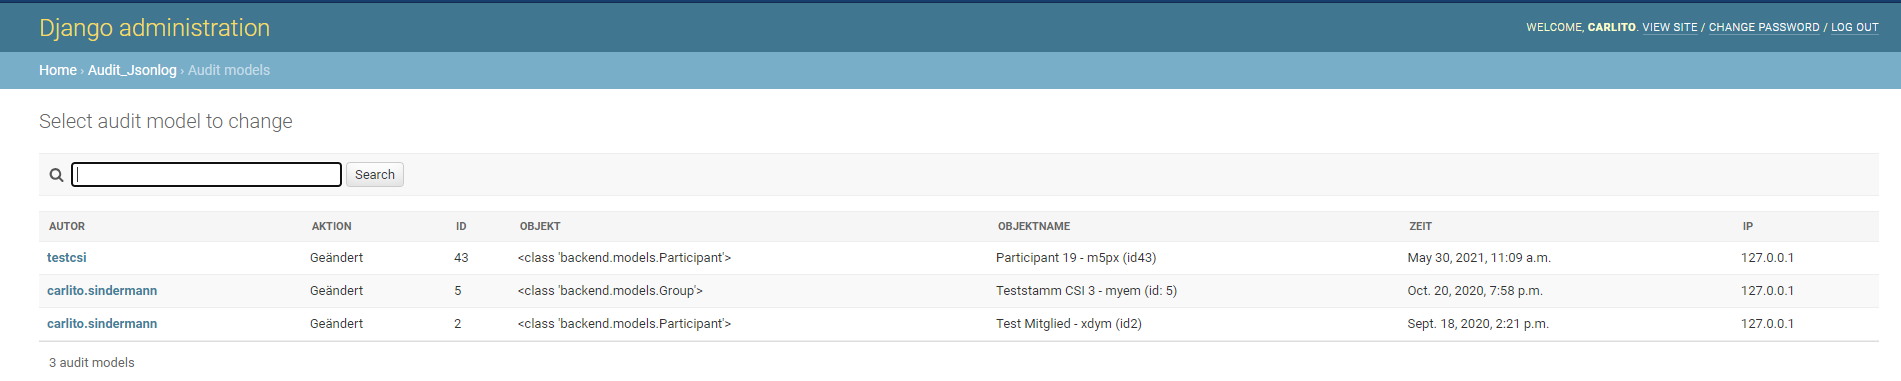 Django administration
WELCOME, CARLITO. VIEW SITE / CHANGE PASSWORD / LOG OUT
Home › Audit_Jsonlog › Audit models
Select audit model to change
Search
AUTOR AKTION ID OBJEKT OBJEKTNAME ZEIT IP
testcsi Geändert 43 <class 'backend.models.Participant'> Participant 19 - m5px (id43) May 30, 2021, 11:09 a.m. 127.0.0.1
carlito.sindermann Geändert 5 <class 'backend.models.Group'> Teststamm CSI 3 - myem (id: 5) Oct. 20, 2020, 7:58 p.m. 127.0.0.1
carlito.sindermann Geändert 2 <class 'backend.models.Participant'> Test Mitglied - xdym (id2) Sept. 18, 2020, 2:21 p.m. 127.0.0.1
3 audit models